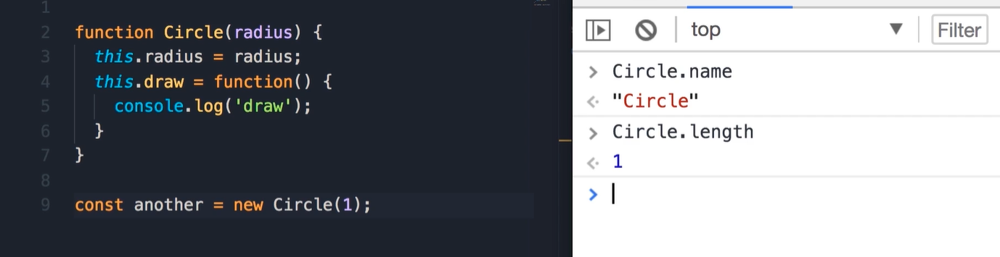 1
2 function Circle(radius) {
3 this.radius = radius;
4 this.draw = function() {
5 console.log('draw');
6 }
7 }
8
9 const another = new Circle(1);
top ▼ Filter
> Circle.name
<· "Circle"
> Circle.length
<· 1
>